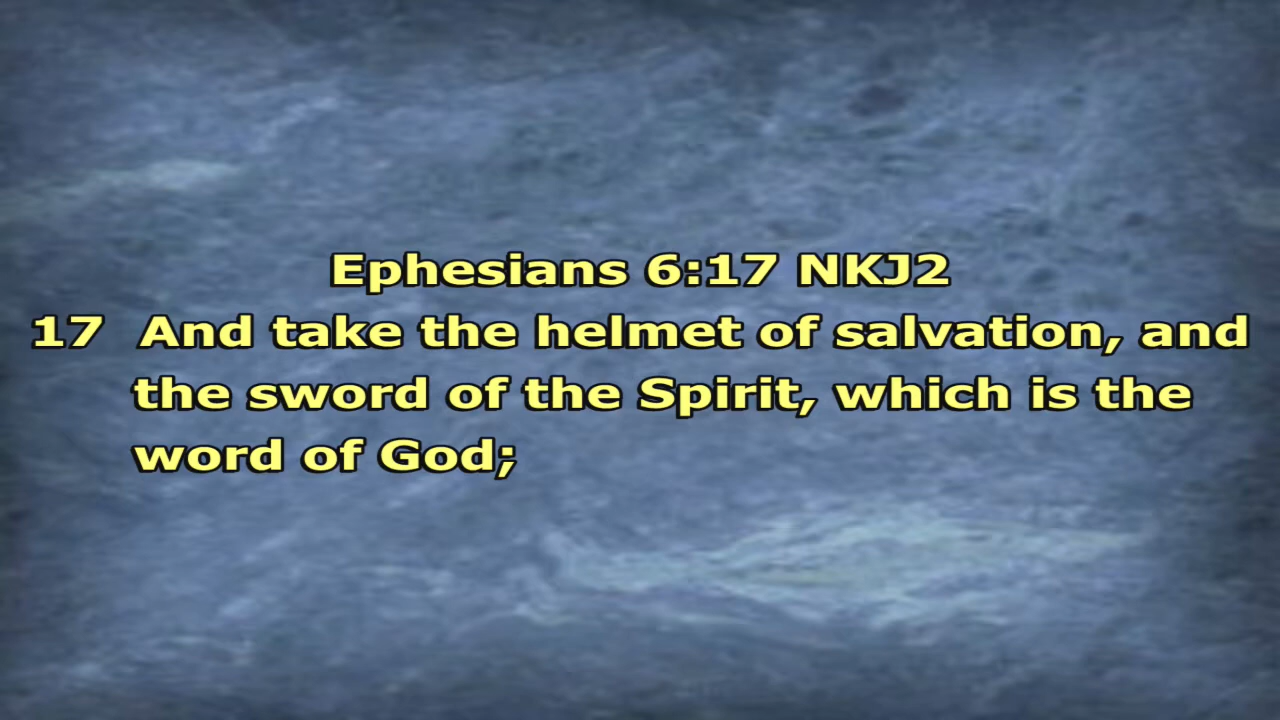 Ephesians 6:17 NKJ2
17 And take the helmet of salvation, and
the sword of the Spirit, which is the
word of God;